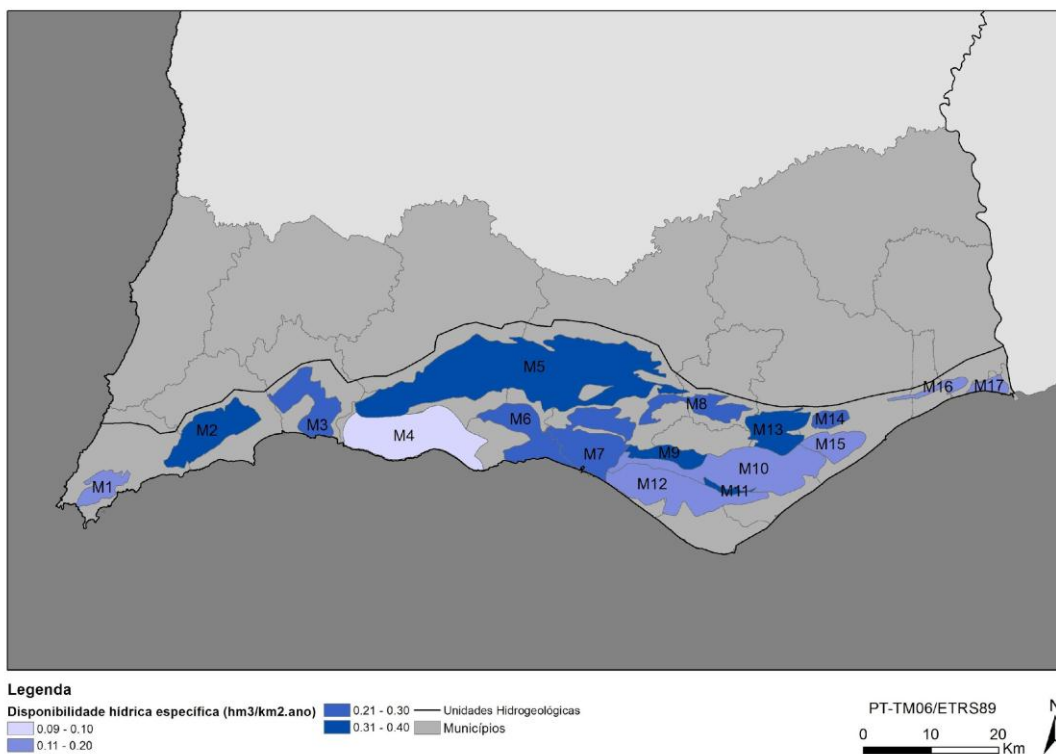 M5
M16
M17
M8
M6
M14
M3
M13
M2
M4
M15
M7
M9
M10
M1
M12
M11
Legenda
Disponibilidade hídrica específica (hm3/km2.ano)
0.09 - 0.10
0.11 - 0.20
0.21 - 0.30
0.31 - 0.40
Unidades Hidrogeológicas
Municípios
PT-TM06/ETRS89
N
0 10 20
Km